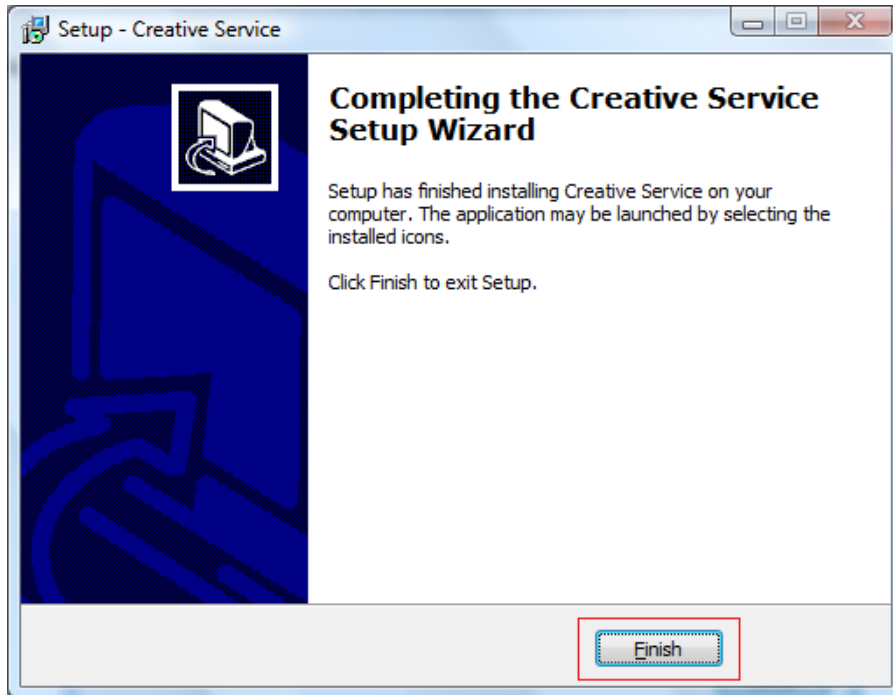 Setup - Creative Service
Completing the Creative Service
Setup Wizard
Setup has finished installing Creative Service on your
computer. The application may be launched by selecting the
installed icons.
Click Finish to exit Setup.
Finish